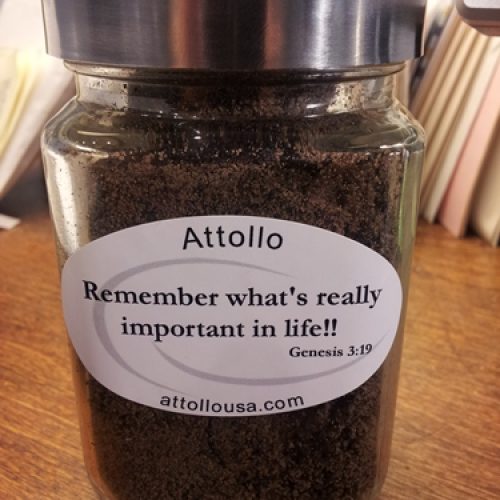 Attollo
Remember what's really
important in life!!
Genesis 3:19
attollousa.com